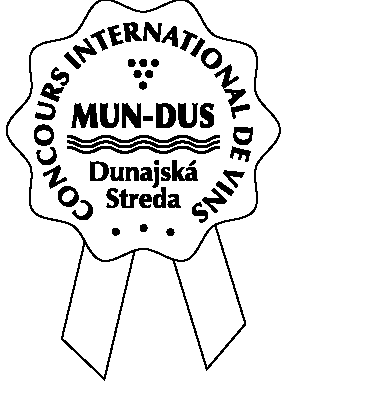 CONCOURS INTERNATIONAL DE VINS
MUN-DUS
Dunajská
Streda